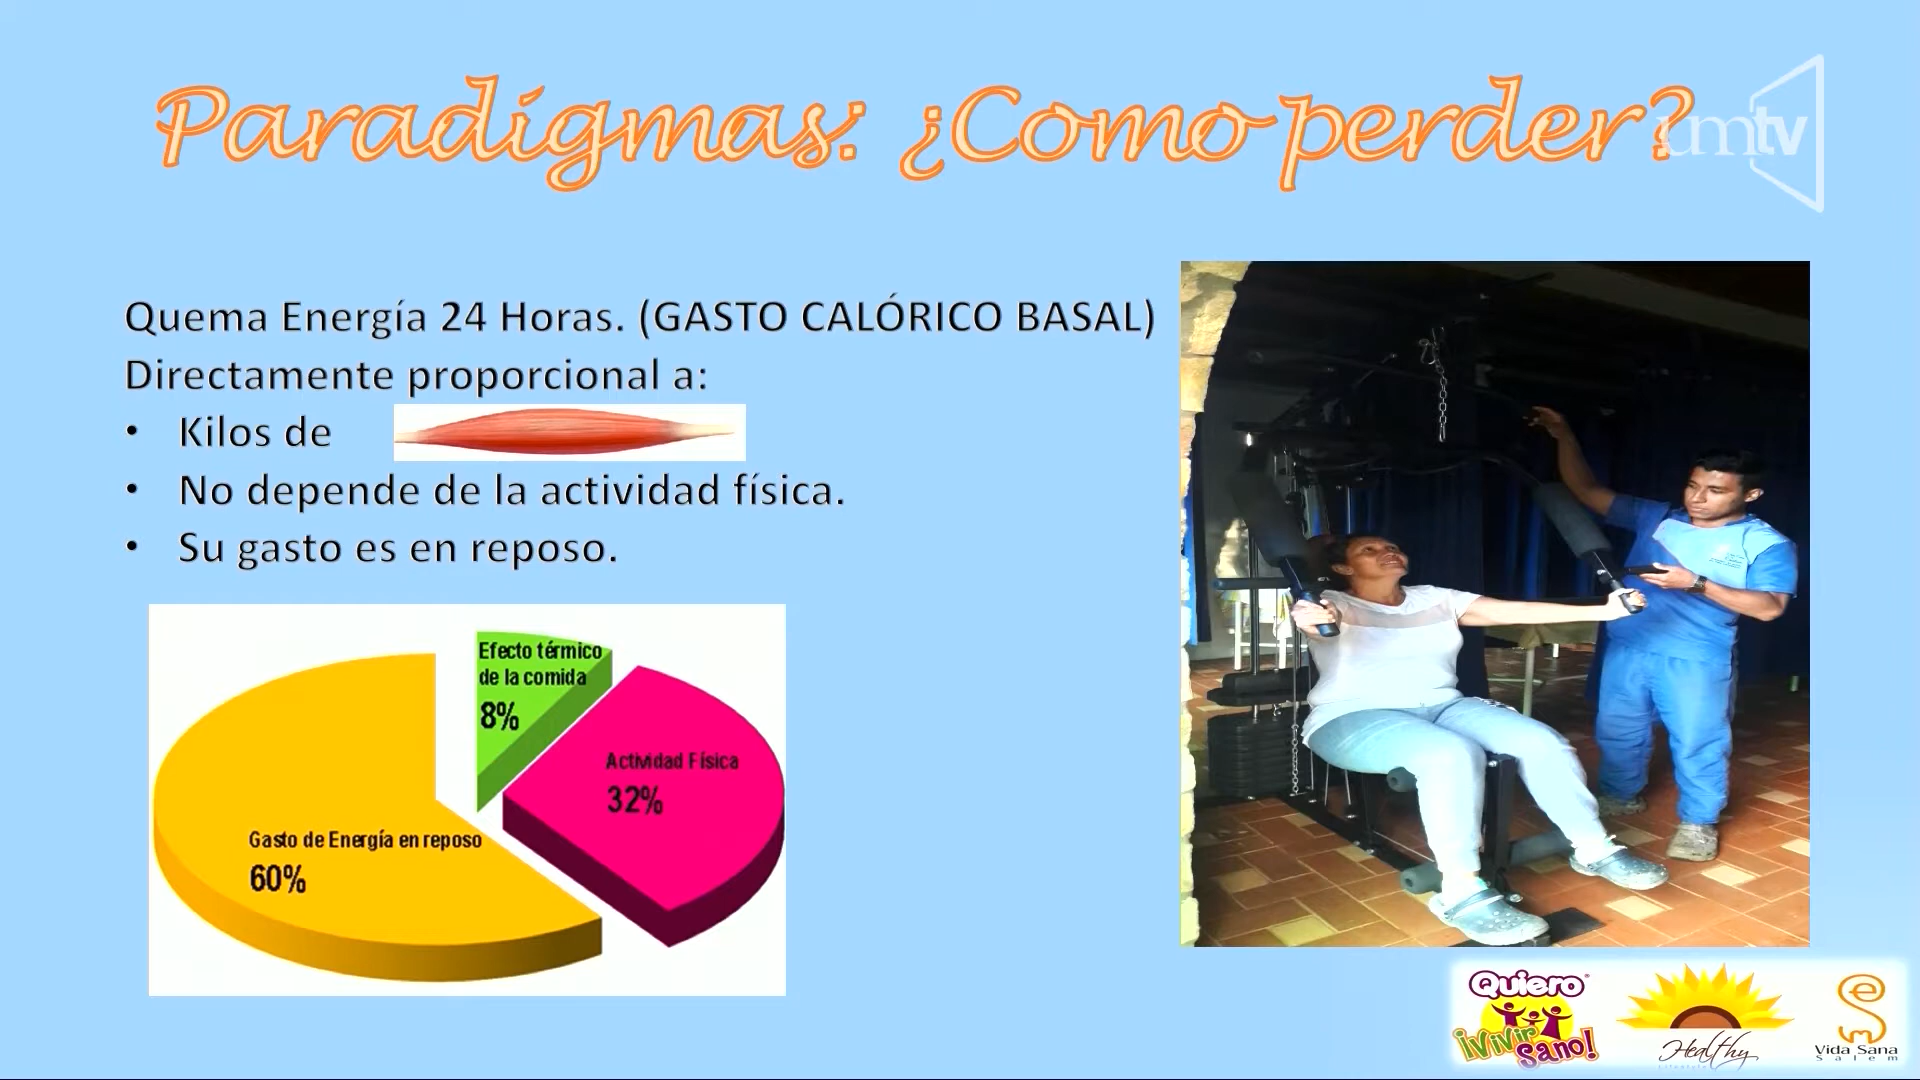 Paradigmas: ¿Como perder?
umtv
Quema Energía 24 Horas. (GASTO CALÓRICO BASAL)
Directamente proporcional a:
• Kilos de
• No depende de la actividad física.
• Su gasto es en reposo.
Efecto térmico
de la comida
8%
Actividad Física
32%
Gasto de Energía en reposo
60%
Quiero
¡Vivir
Sano!
Healthy
Vida Sana
Salem